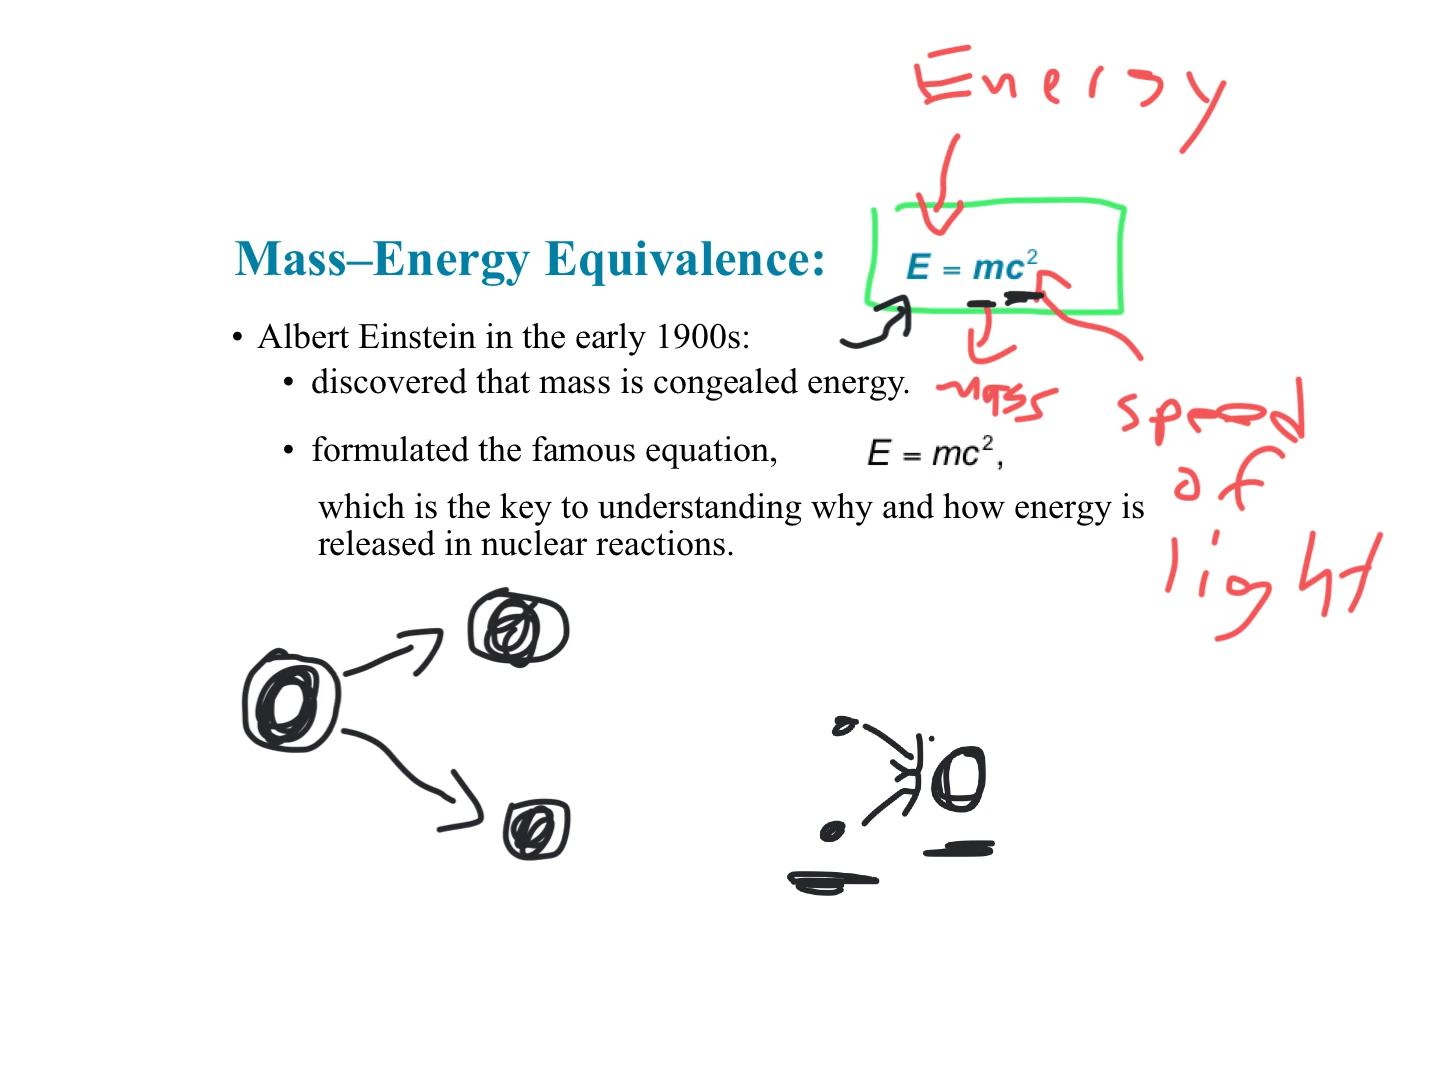 Energy
Mass–Energy Equivalence: E = mc²
• Albert Einstein in the early 1900s:
• discovered that mass is congealed energy.
mass
speed
of
light
• formulated the famous equation, E = mc²,
which is the key to understanding why and how energy is
released in nuclear reactions.